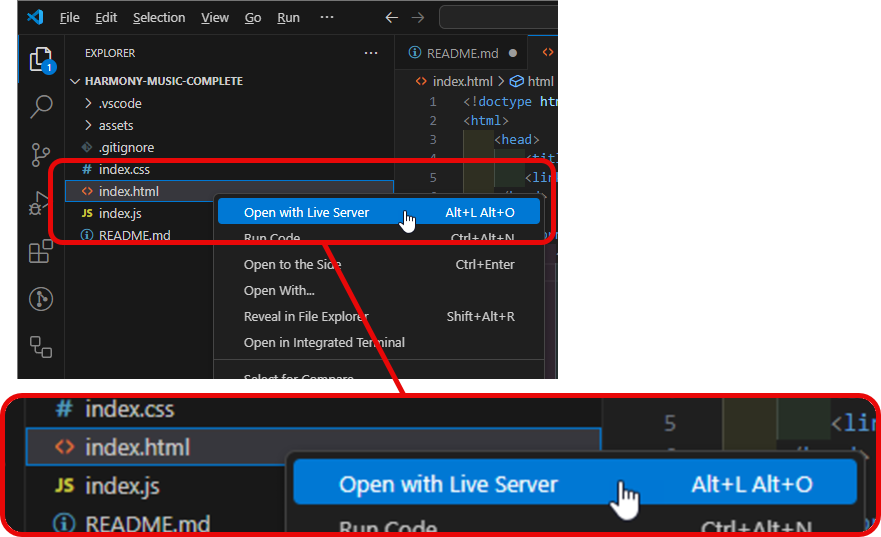 File Edit Selection View Go Run ···
EXPLORER ···
README.md
1
HARMONY-MUSIC-COMPLETE
index.html > html
.vscode
1 <!doctype htm
assets
2 <html>
.gitignore
3 <head>
index.css
4 <titl
index.html
5 <lin
JS index.js
README.md
Open with Live Server Alt+L Alt+O
Run Code Ctrl+Alt+N
Open to the Side Ctrl+Enter
Open With...
Reveal in File Explorer Shift+Alt+R
Open in Integrated Terminal
Select for Compare
# index.css
5 <lin
<> index.html
JS index.js
README.md
Open with Live Server Alt+L Alt+O
Run Code Ctrl+Alt+N